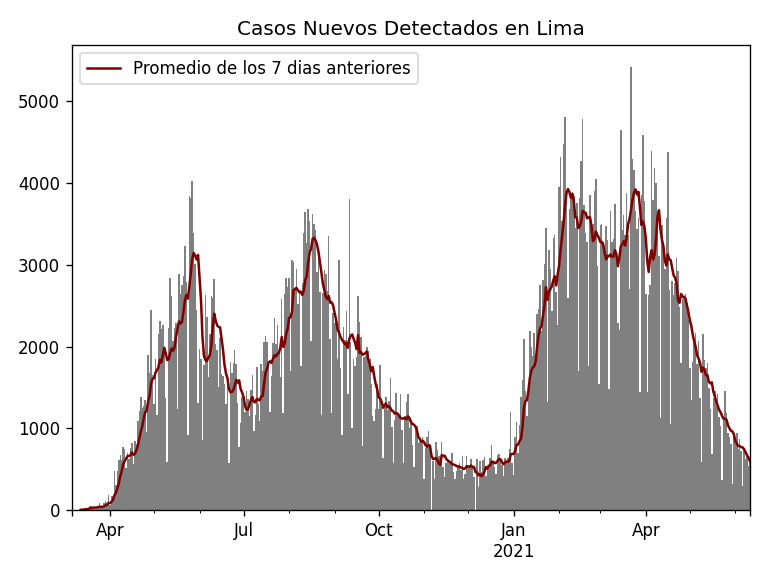 Casos Nuevos Detectados en Lima
Promedio de los 7 dias anteriores
5000
4000
3000
2000
1000
0
Apr
Jul
Oct
Jan
2021
Apr